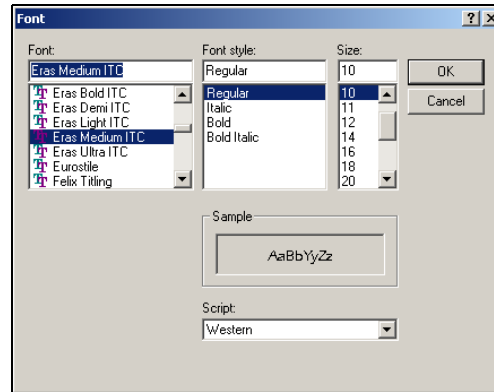 Font
Font: Font style: Size:
Eras Medium ITC Regular 10 OK
Eras Bold ITC Regular 10 Cancel
Eras Demi ITC Italic 11
Eras Light ITC Bold 12
Eras Medium ITC Bold Italic 14
Eras Ultra ITC 16
Eurostile 18
Felix Titling 20
Sample
AaBbYyZz
Script:
Western